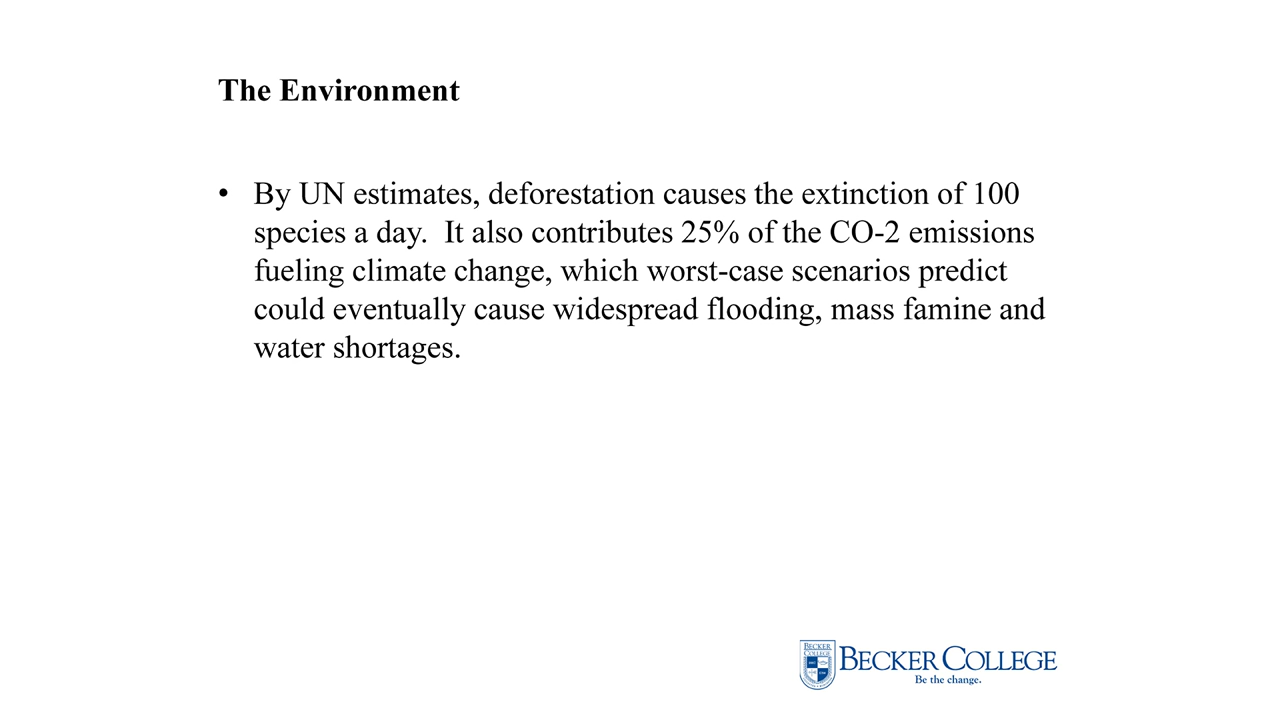 The Environment
• By UN estimates, deforestation causes the extinction of 100
species a day.  It also contributes 25% of the CO-2 emissions
fueling climate change, which worst-case scenarios predict
could eventually cause widespread flooding, mass famine and
water shortages.
BECKER
COLLEGE
BECKER COLLEGE
Be the change.